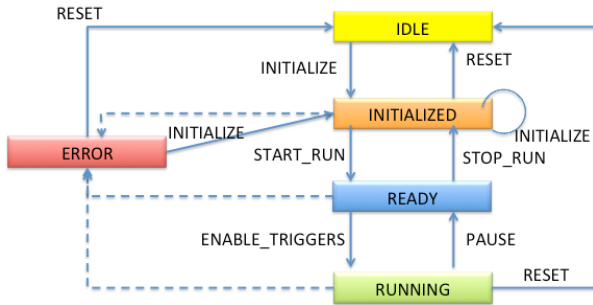 RESET
IDLE
INITIALIZE
RESET
INITIALIZED
INITIALIZE
INITIALIZE
ERROR
START_RUN
STOP_RUN
READY
ENABLE_TRIGGERS
PAUSE
RUNNING
RESET